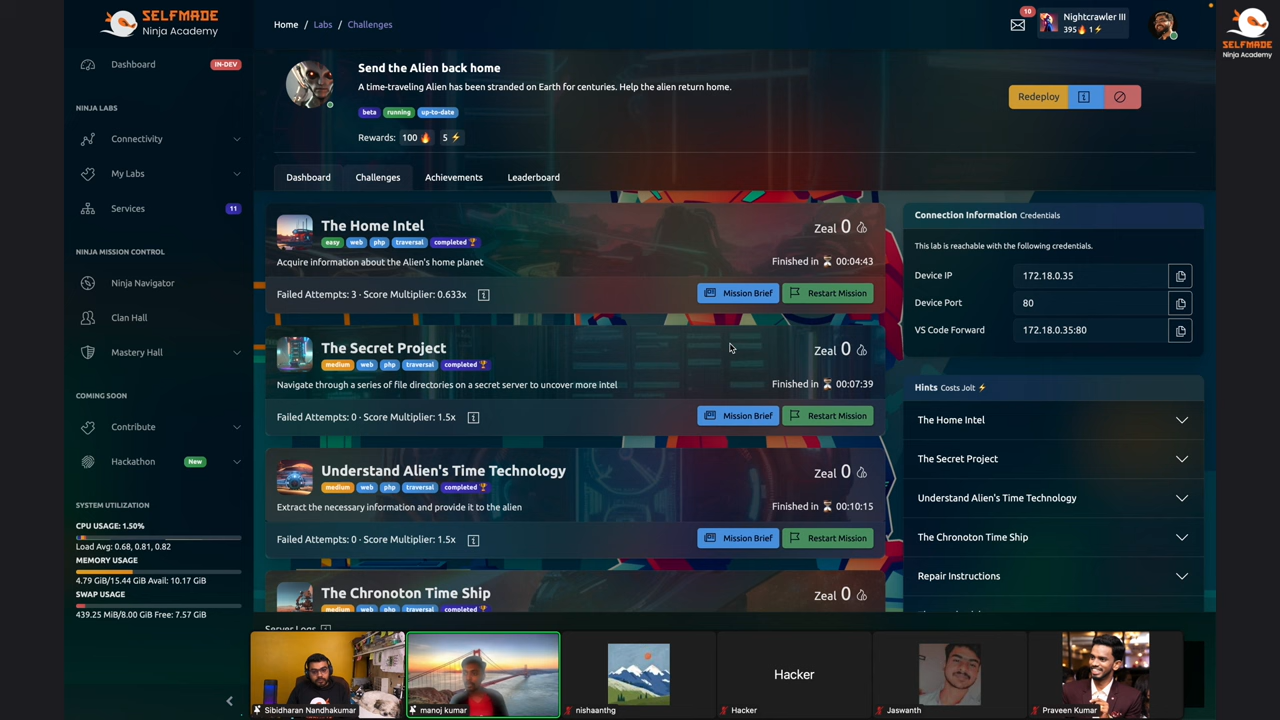 SELFMADE
Ninja Academy
Home / Labs / Challenges
10
Nightcrawler III
395 1
SELFMADE
Ninja Academy
Dashboard
IN-DEV
NINJA LABS
Connectivity
My Labs
Services
11
NINJA MISSION CONTROL
Ninja Navigator
Clan Hall
Mastery Hall
COMING SOON
Contribute
Hackathon
New
SYSTEM UTILIZATION
CPU USAGE: 1.50%
Load Avg: 0.68, 0.81, 0.82
MEMORY USAGE
4.79 GiB/15.44 GiB Avail: 10.17 GiB
SWAP USAGE
439.25 MiB/8.00 GiB Free: 7.57 GiB
Send the Alien back home
A time-traveling Alien has been stranded on Earth for centuries. Help the alien return home.
beta running up-to-date
Rewards: 100 5
Redeploy
Dashboard Challenges Achievements Leaderboard
The Home Intel
Zeal 0
easy web php traversal completed
Acquire information about the Alien's home planet
Finished in 00:04:43
Failed Attempts: 3 · Score Multiplier: 0.633x
Mission Brief
Restart Mission
The Secret Project
Zeal 0
medium web php traversal completed
Navigate through a series of file directories on a secret server to uncover more intel
Finished in 00:07:39
Failed Attempts: 0 · Score Multiplier: 1.5x
Mission Brief
Restart Mission
Understand Alien's Time Technology
Zeal 0
medium web php traversal completed
Extract the necessary information and provide it to the alien
Finished in 00:10:15
Failed Attempts: 0 · Score Multiplier: 1.5x
Mission Brief
Restart Mission
The Chronoton Time Ship
Zeal 0
medium web php traversal completed
Connection Information Credentials
This lab is reachable with the following credentials.
Device IP 172.18.0.35
Device Port 80
VS Code Forward 172.18.0.35:80
Hints Costs Jolt
The Home Intel
The Secret Project
Understand Alien's Time Technology
The Chronoton Time Ship
Repair Instructions
Server Logs
Sibidharan Nandhakumar
manoj kumar
nishaanthg
Hacker
Hacker
Jaswanth
Praveen Kumar